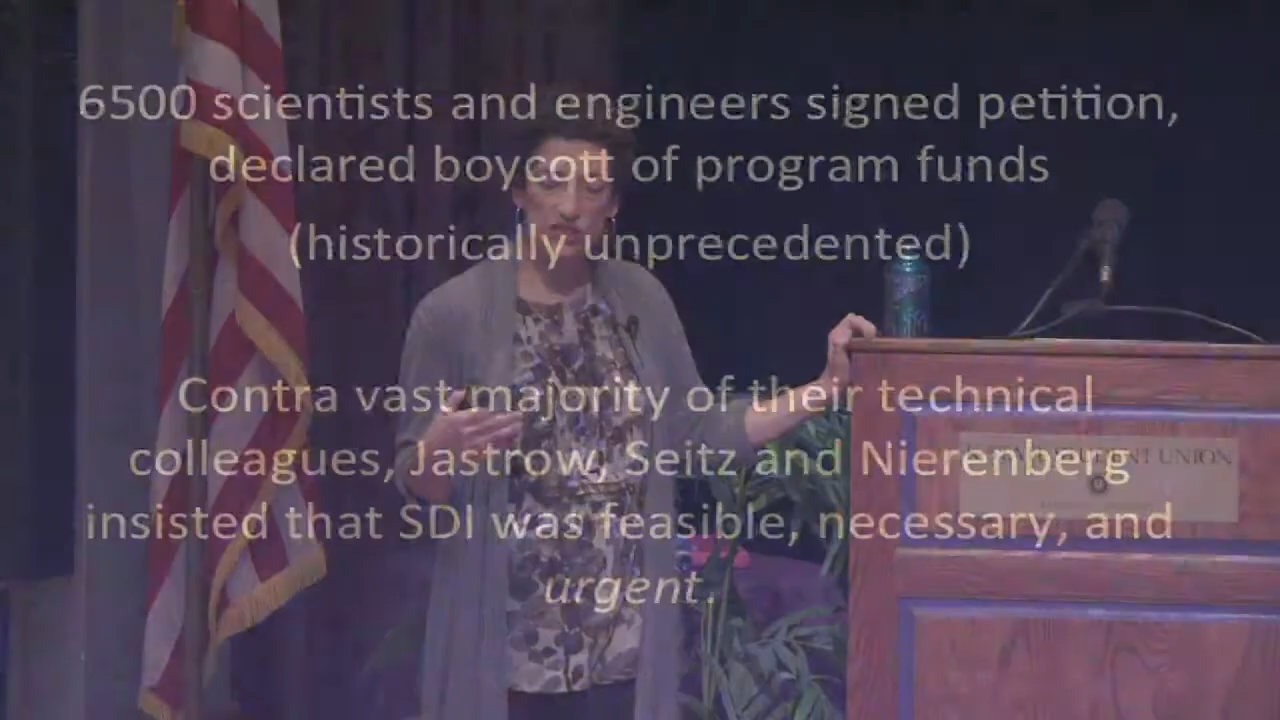 6500 scientists and engineers signed petition,
declared boycott of program funds
(historically unprecedented)
Contra vast majority of their technical
colleagues, Jastrow, Seitz and Nierenberg
insisted that SDI was feasible, necessary, and
urgent.
UNION